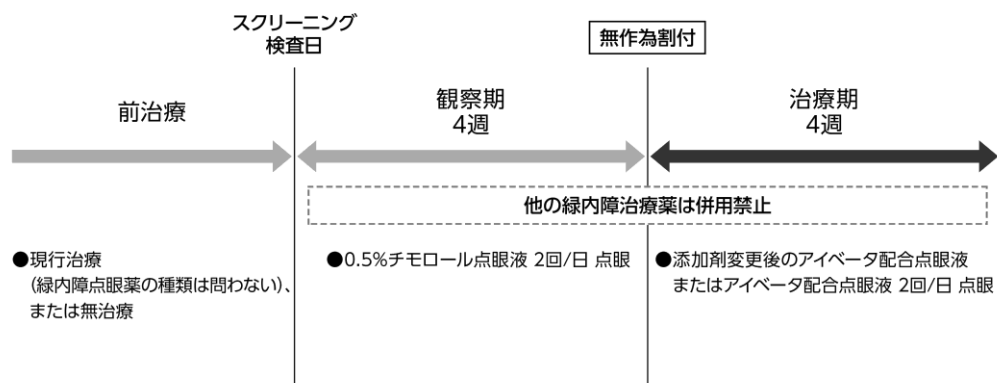 スクリーニング
検査日
無作為割付
前治療
観察期
4週
治療期
4週
他の緑内障治療薬は併用禁止
●現行治療
(緑内障点眼薬の種類は問わない)、
または無治療
●0.5%チモロール点眼液 2回/日 点眼
●添加剤変更後のアイベータ配合点眼液
またはアイベータ配合点眼液 2回/日 点眼